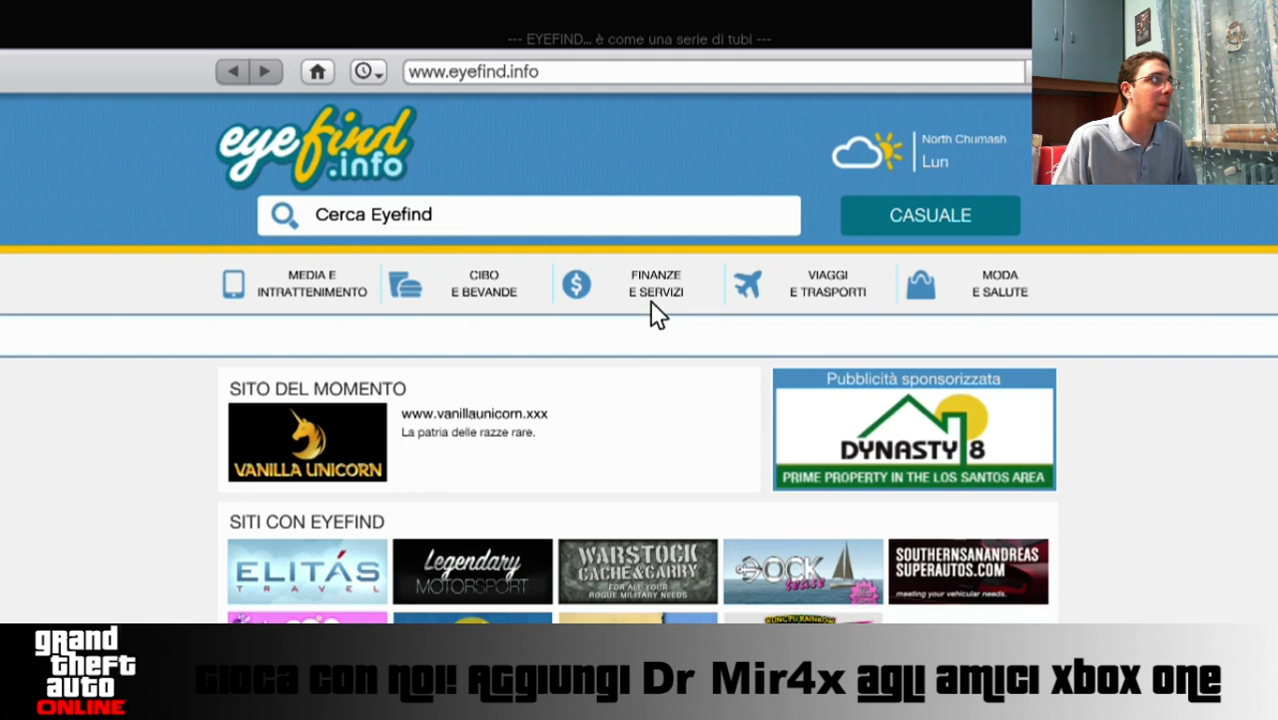 --- EYEFIND... è come una serie di tubi ---
www.eyefind.info
eyefind
.info
North Chumash
Lun
Cerca Eyefind
CASUALE
MEDIA E
INTRATTENIMENTO
CIBO
E BEVANDE
FINANZE
E SERVIZI
VIAGGI
E TRASPORTI
MODA
E SALUTE
SITO DEL MOMENTO
VANILLA UNICORN
www.vanillaunicorn.xxx
La patria delle razze rare.
Pubblicità sponsorizzata
DYNASTY 8
PRIME PROPERTY IN THE LOS SANTOS AREA
SITI CON EYEFIND
ELITÁS
TRAVEL
Legendary
MOTORSPORT
WARSTOCK
CACHE & CARRY
FOR ALL YOUR
ROGUE MILITARY NEEDS
DOCK
TEASE
SOUTHERNSANANDREAS
SUPERAUTOS.COM
meeting your vehicular needs.
KUNG FU RAINBOW
grand
theft
auto
ONLINE
Gioca con noi! Aggiungi Dr Mir4x agli amici xbox one